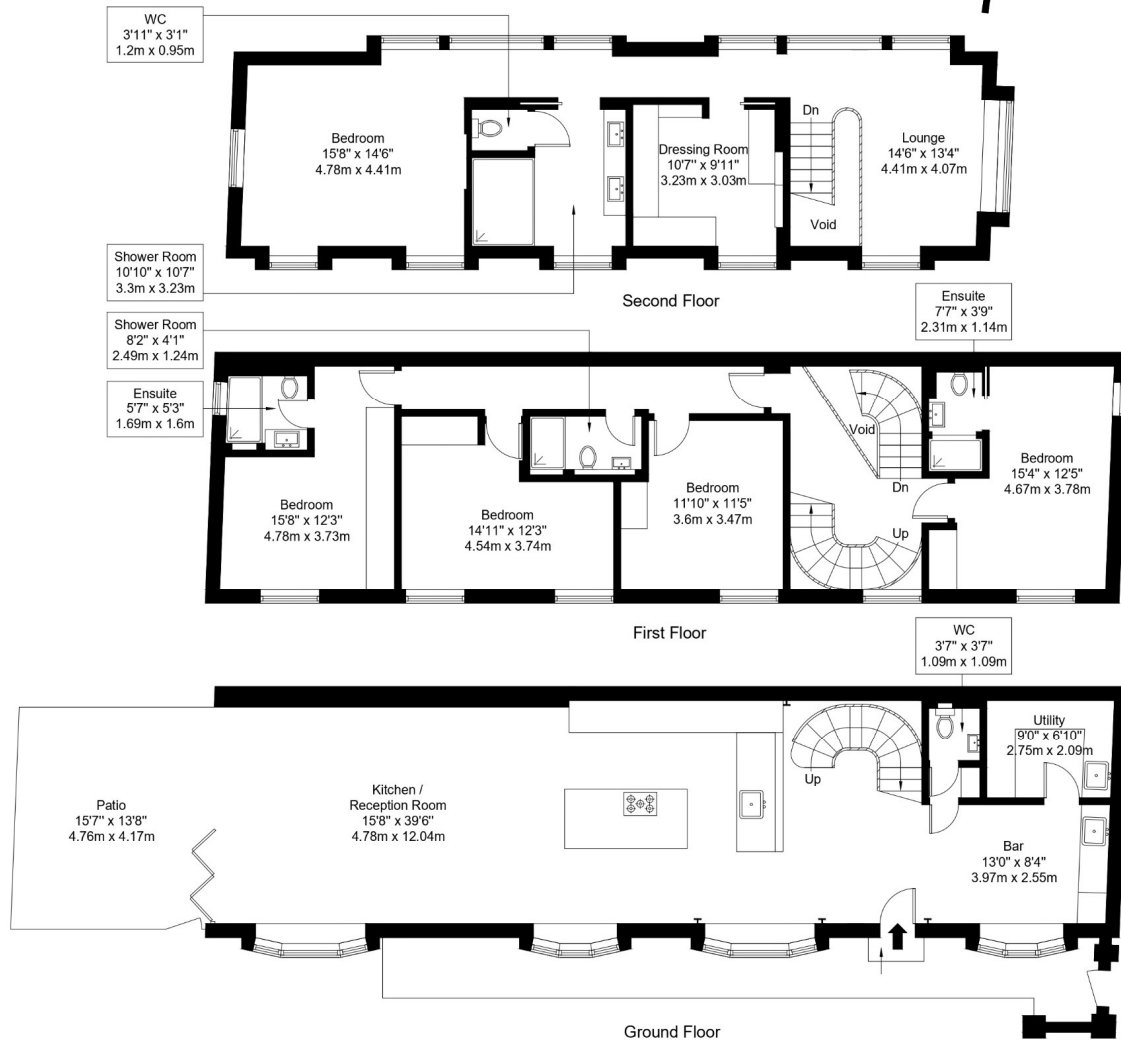 WC
3'11" x 3'1"
1.2m x 0.95m
Bedroom
15'8" x 14'6"
4.78m x 4.41m
Dressing Room
10'7" x 9'11"
3.23m x 3.03m
Dn
Void
Lounge
14'6" x 13'4"
4.41m x 4.07m
Shower Room
10'10" x 10'7"
3.3m x 3.23m
Second Floor
Shower Room
8'2" x 4'1"
2.49m x 1.24m
Ensuite
7'7" x 3'9"
2.31m x 1.14m
Ensuite
5'7" x 5'3"
1.69m x 1.6m
Bedroom
15'8" x 12'3"
4.78m x 3.73m
Bedroom
14'11" x 12'3"
4.54m x 3.74m
Bedroom
11'10" x 11'5"
3.6m x 3.47m
Void
Dn
Up
Bedroom
15'4" x 12'5"
4.67m x 3.78m
First Floor
WC
3'7" x 3'7"
1.09m x 1.09m
Patio
15'7" x 13'8"
4.76m x 4.17m
Kitchen /
Reception Room
15'8" x 39'6"
4.78m x 12.04m
Up
Utility
9'0" x 6'10"
2.75m x 2.09m
Bar
13'0" x 8'4"
3.97m x 2.55m
Ground Floor